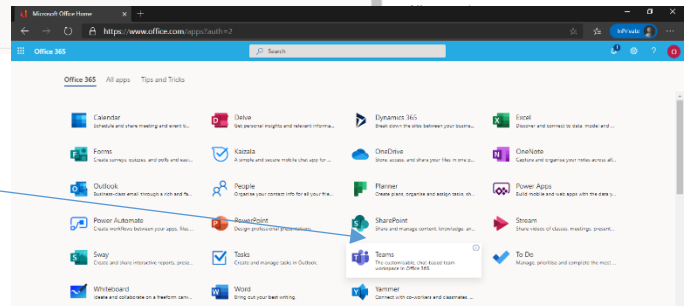 Microsoft Office Home
https://www.office.com/apps?auth=2
InPrivate
Office 365
Search
Office 365 All apps Tips and Tricks
Calendar
Schedule and share meeting and event ti...
Delve
Get personal insights and relevant informa...
Dynamics 365
Break down the silos between your busine...
Excel
Discover and connect to data, model and ...
Forms
Create surveys, quizzes, and polls and easi...
Kaizala
A simple and secure mobile chat app for ...
OneDrive
Store, access, and share your files in one p...
OneNote
Capture and organise your notes across all...
Outlook
Business-class email through a rich and fa...
People
Organise your contact info for all your frie...
Planner
Create plans, organise and assign tasks, sh...
Power Apps
Build mobile and web apps with the data y...
Power Automate
Create workflows between your apps, files...
PowerPoint
Design professional presentations.
SharePoint
Share and manage content, knowledge, an...
Stream
Share videos of classes, meetings, present...
Sway
Create and share interactive reports, prese...
Tasks
Create and manage tasks in Outlook.
Teams
The customisable, chat-based team
workspace in Office 365.
To Do
Manage, prioritise and complete the most ...
Whiteboard
Ideate and collaborate on a freeform canv...
Word
Bring out your best writing.
Yammer
Connect with co-workers and classmates, ...